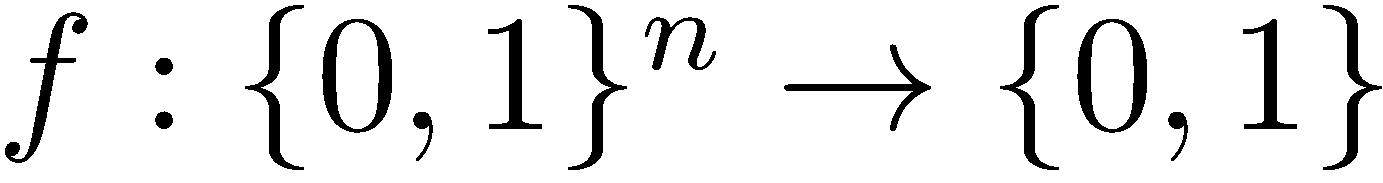 f : {0, 1}ⁿ → {0, 1}